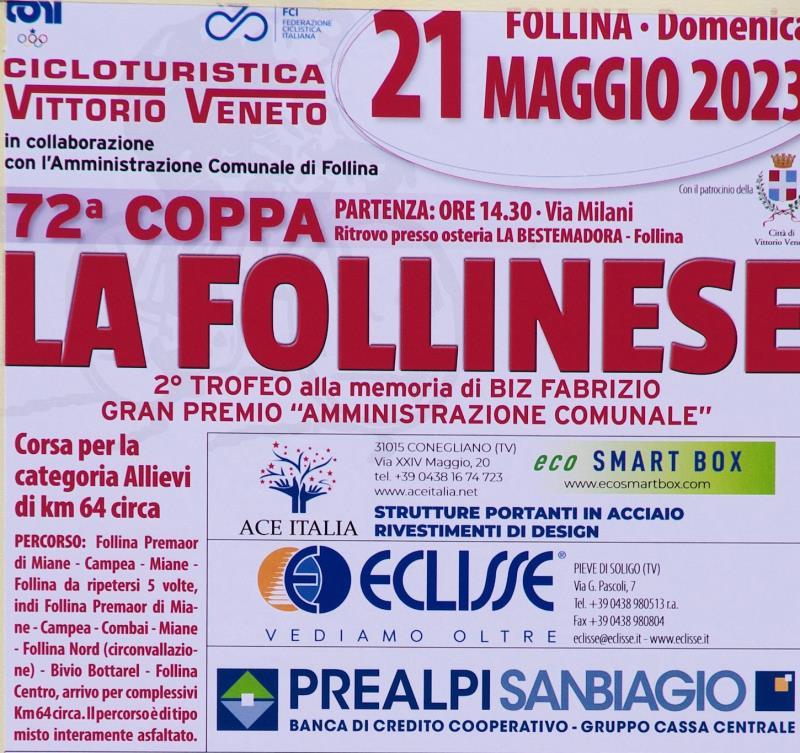 FCI
FEDERAZIONE
CICLISTICA
ITALIANA
FOLLINA · Domenica
21 MAGGIO 2023
CICLOTURISTICA
VITTORIO VENETO
in collaborazione
con l'Amministrazione Comunale di Follina
Con il patrocinio della
Città di
Vittorio Vene
72ª COPPA
PARTENZA: ORE 14.30 · Via Milani
Ritrovo presso osteria LA BESTEMADORA - Follina
LA FOLLINESE
2° TROFEO alla memoria di BIZ FABRIZIO
GRAN PREMIO “AMMINISTRAZIONE COMUNALE”
Corsa per la
categoria Allievi
di km 64 circa
PERCORSO: Follina Premaor
di Miane - Campea - Miane -
Follina da ripetersi 5 volte,
indi Follina Premaor di Mia-
ne - Campea - Combai - Miane
- Follina Nord (circonvallazio-
ne) - Bivio Bottarel - Follina
Centro, arrivo per complessivi
Km 64 circa. Il percorso è di tipo
misto interamente asfaltato.
ACE ITALIA
31015 CONEGLIANO (TV)
Via XXIV Maggio, 20
tel. +39 0438 16 74 723
www.aceitalia.net
eco SMART BOX
www.ecosmartbox.com
STRUTTURE PORTANTI IN ACCIAIO
RIVESTIMENTI DI DESIGN
ECLISSE®
VEDIAMO OLTRE
PIEVE DI SOLIGO (TV)
Via G. Pascoli, 7
Tel. +39 0438 980513 r.a.
Fax +39 0438 980804
eclisse@eclisse.it - www.eclisse.it
PREALPI SANBIAGIO
BANCA DI CREDITO COOPERATIVO - GRUPPO CASSA CENTRALE